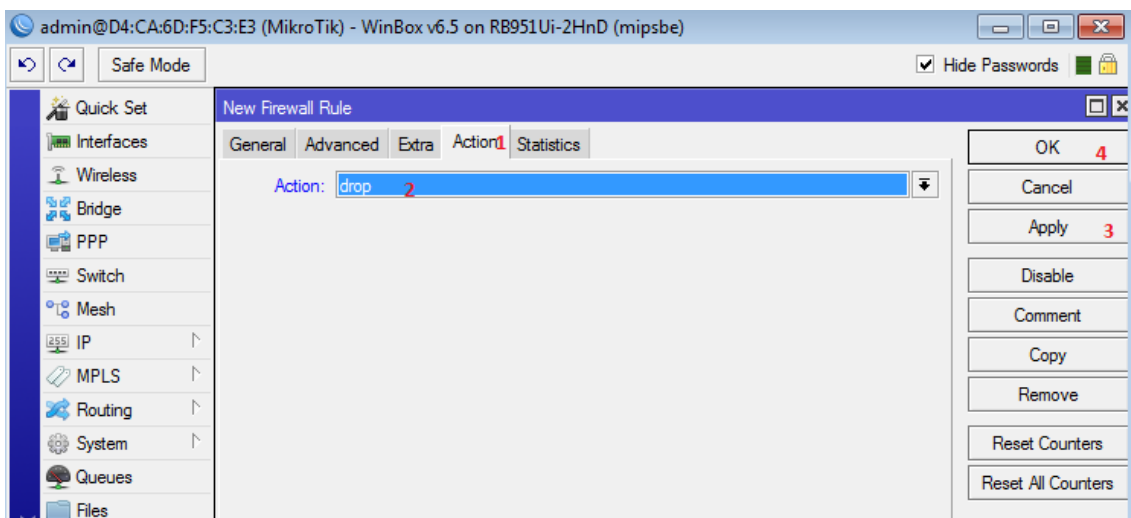 admin@D4:CA:6D:F5:C3:E3 (MikroTik) - WinBox v6.5 on RB951Ui-2HnD (mipsbe)
Safe Mode
Hide Passwords
Quick Set
Interfaces
Wireless
Bridge
PPP
Switch
Mesh
255 IP
MPLS
Routing
System
Queues
Files
New Firewall Rule
General Advanced Extra Action 1 Statistics
Action: drop 2
OK 4
Cancel
Apply 3
Disable
Comment
Copy
Remove
Reset Counters
Reset All Counters